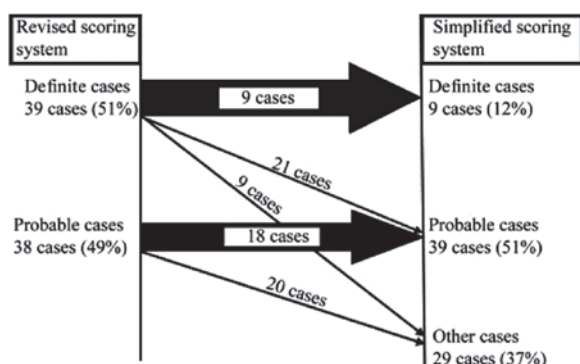 Revised scoring
system
Simplified scoring
system
Definite cases
39 cases (51%)
9 cases
Definite cases
9 cases (12%)
21 cases
9 cases
Probable cases
38 cases (49%)
18 cases
Probable cases
39 cases (51%)
20 cases
Other cases
29 cases (37%)